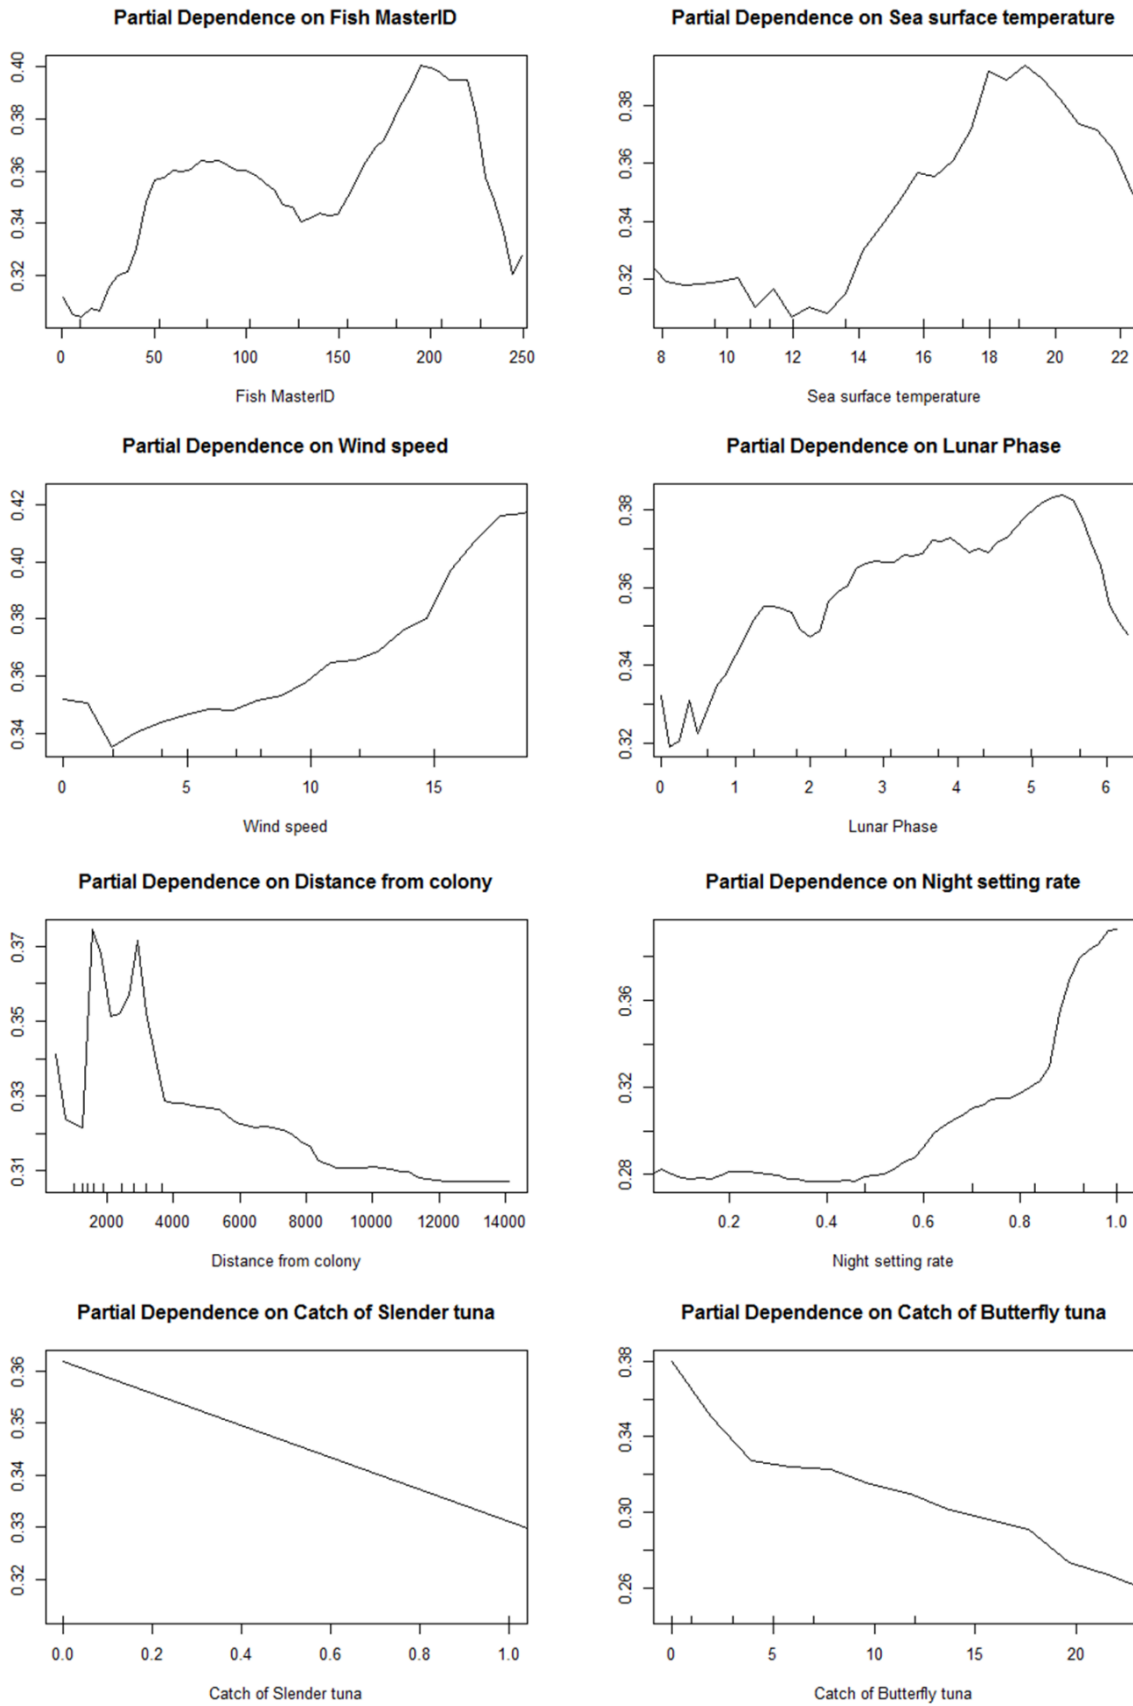 Partial Dependence on Fish MasterID
0.40
0.38
0.36
0.34
0.32
0 50 100 150 200 250
Fish MasterID
Partial Dependence on Sea surface temperature
0.38
0.36
0.34
0.32
8 10 12 14 16 18 20 22
Sea surface temperature
Partial Dependence on Wind speed
0.42
0.40
0.38
0.36
0.34
0 5 10 15
Wind speed
Partial Dependence on Lunar Phase
0.38
0.36
0.34
0.32
0 1 2 3 4 5 6
Lunar Phase
Partial Dependence on Distance from colony
0.37
0.35
0.33
0.31
2000 4000 6000 8000 10000 12000 14000
Distance from colony
Partial Dependence on Night setting rate
0.36
0.32
0.28
0.2 0.4 0.6 0.8 1.0
Night setting rate
Partial Dependence on Catch of Slender tuna
0.36
0.35
0.34
0.33
0.32
0.0 0.2 0.4 0.6 0.8 1.0
Catch of Slender tuna
Partial Dependence on Catch of Butterfly tuna
0.38
0.34
0.30
0.26
0 5 10 15 20
Catch of Butterfly tuna